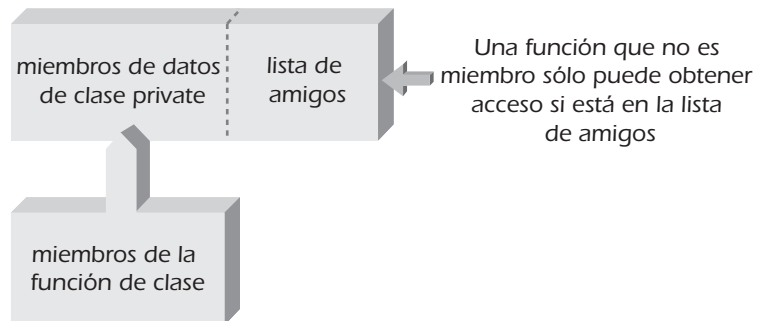 miembros de datos
de clase private
lista de
amigos
Una función que no es
miembro sólo puede obtener
acceso si está en la lista
de amigos
miembros de la
función de clase